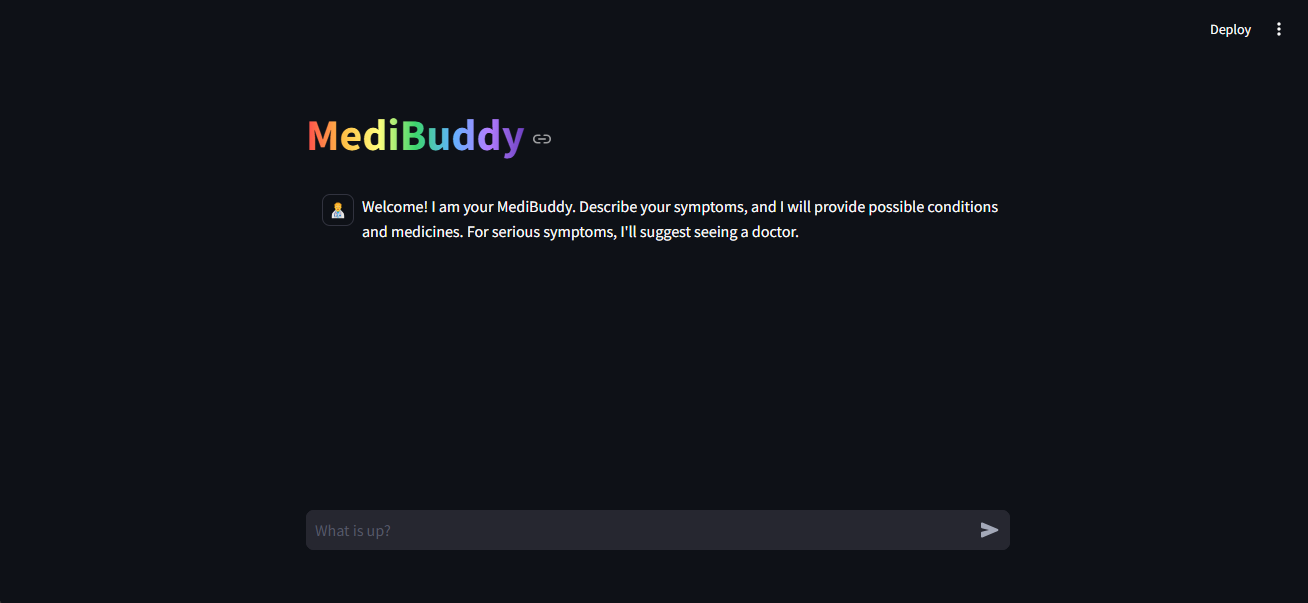 Deploy
MediBuddy
Welcome! I am your MediBuddy. Describe your symptoms, and I will provide possible conditions
and medicines. For serious symptoms, I'll suggest seeing a doctor.
What is up?